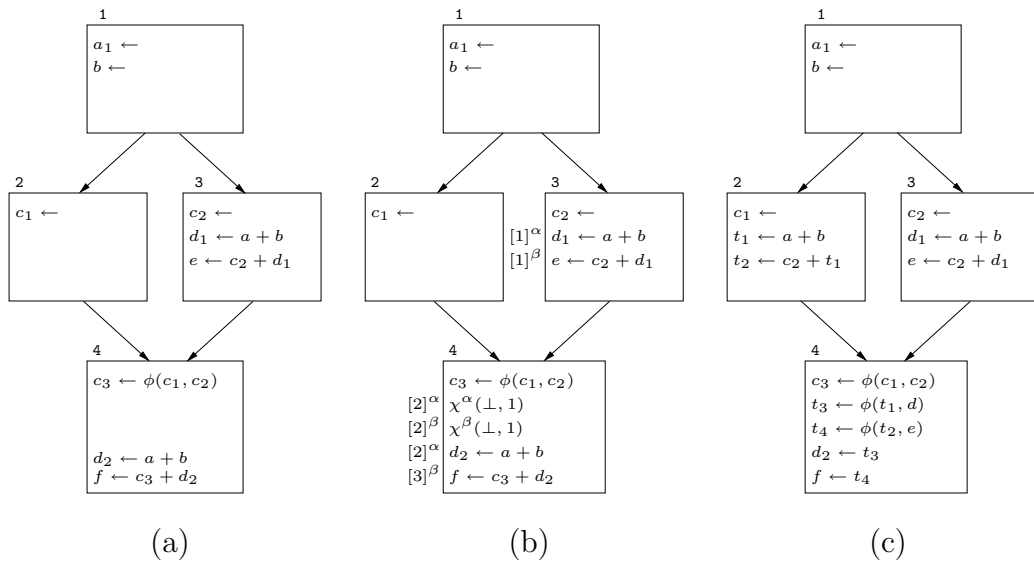 1
a₁ ←
b ←
2
c₁ ←
3
c₂ ←
d₁ ← a + b
e ← c₂ + d₁
4
c₃ ← ϕ(c₁, c₂)
d₂ ← a + b
f ← c₃ + d₂
(a)
1
a₁ ←
b ←
2
c₁ ←
3
c₂ ←
[1]^α d₁ ← a + b
[1]^β e ← c₂ + d₁
4
c₃ ← ϕ(c₁, c₂)
[2]^α χ^α(⊥, 1)
[2]^β χ^β(⊥, 1)
[2]^α d₂ ← a + b
[3]^β f ← c₃ + d₂
(b)
1
a₁ ←
b ←
2
c₁ ←
t₁ ← a + b
t₂ ← c₂ + t₁
3
c₂ ←
d₁ ← a + b
e ← c₂ + d₁
4
c₃ ← ϕ(c₁, c₂)
t₃ ← ϕ(t₁, d)
t₄ ← ϕ(t₂, e)
d₂ ← t₃
f ← t₄
(c)